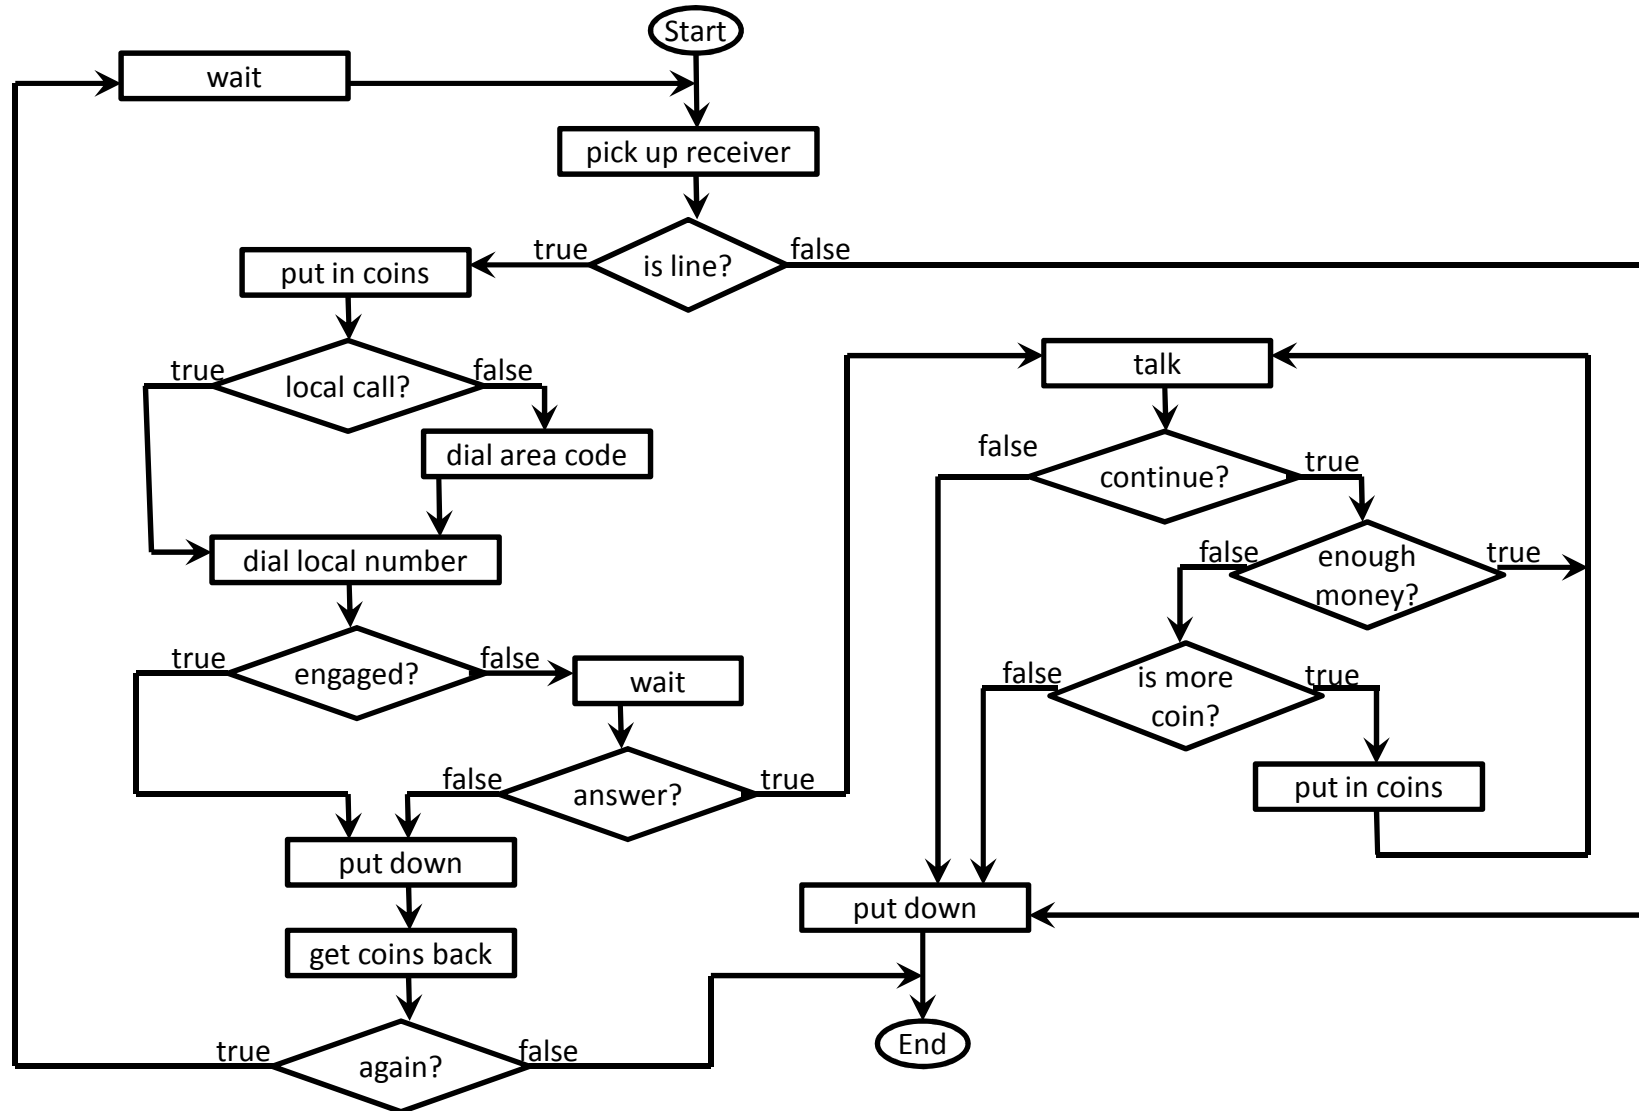 Start
wait
pick up receiver
true
is line?
false
put in coins
true
local call?
false
dial area code
dial local number
true
engaged?
false
wait
false
answer?
true
put down
get coins back
true
again?
false
talk
false
continue?
true
false
enough
money?
true
false
is more
coin?
true
put in coins
put down
End